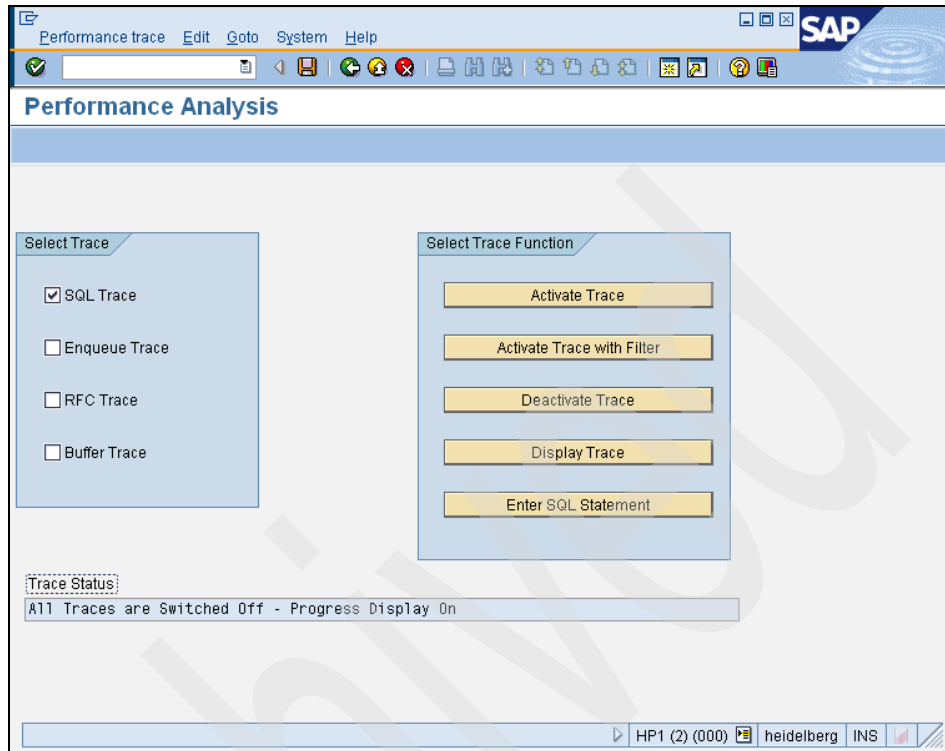 Performance trace Edit Goto System Help
SAP
Performance Analysis
Select Trace
SQL Trace
Enqueue Trace
RFC Trace
Buffer Trace
Select Trace Function
Activate Trace
Activate Trace with Filter
Deactivate Trace
Display Trace
Enter SQL Statement
Trace Status
All Traces are Switched Off - Progress Display On
HP1 (2) (000) heidelberg INS
hived